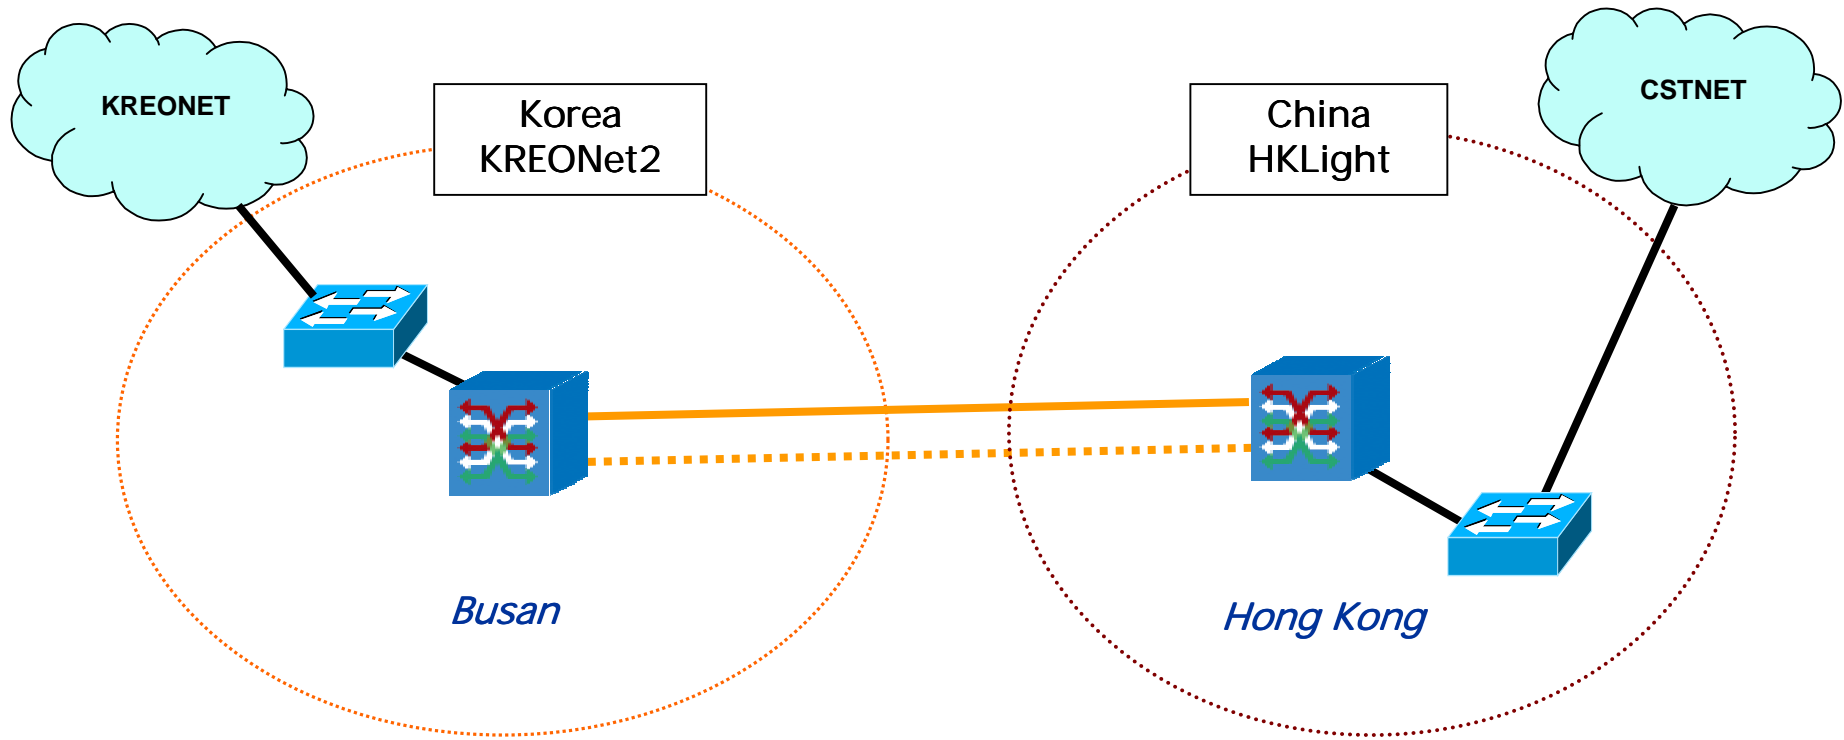 KREONET
Korea
KREONet2
China
HKLight
CSTNET
Busan
Hong Kong